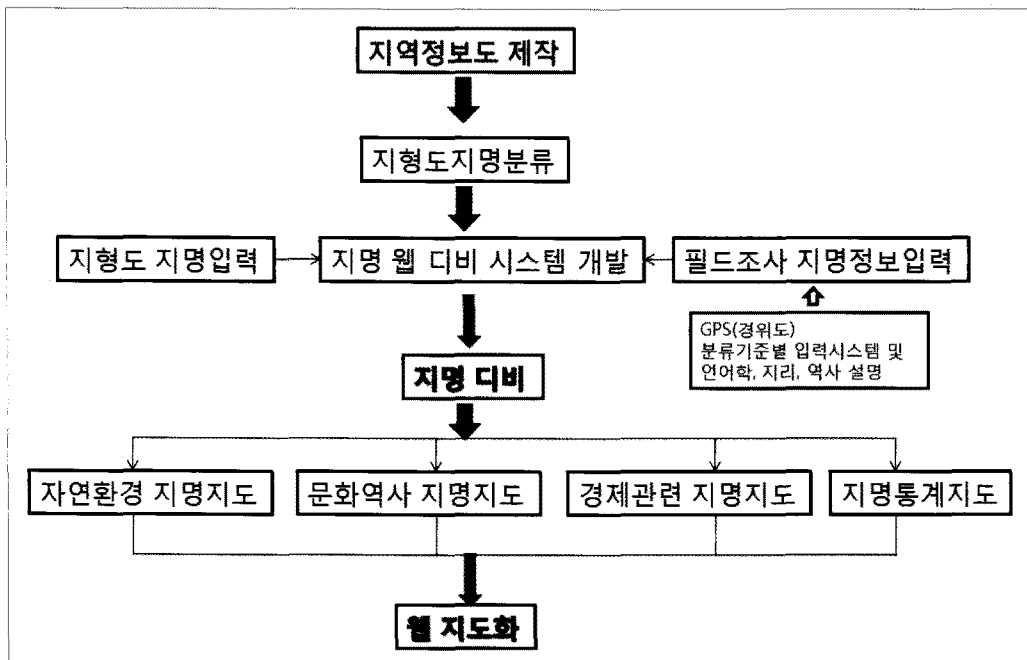 지역정보도 제작
지형도지명분류
지형도 지명입력
지명 웹 디비 시스템 개발
필드조사 지명정보입력
GPS(경위도)
분류기준별 입력시스템 및
언어학, 지리, 역사 설명
지명 디비
자연환경 지명지도
문화역사 지명지도
경제관련 지명지도
지명통계지도
웹 지도화